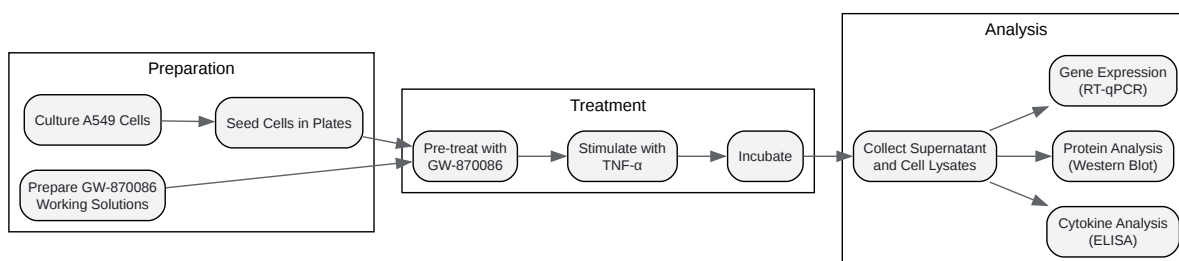 Preparation
Culture A549 Cells
Seed Cells in Plates
Prepare GW-870086
Working Solutions
Treatment
Pre-treat with
GW-870086
Stimulate with
TNF-α
Incubate
Analysis
Collect Supernatant
and Cell Lysates
Gene Expression
(RT-qPCR)
Protein Analysis
(Western Blot)
Cytokine Analysis
(ELISA)